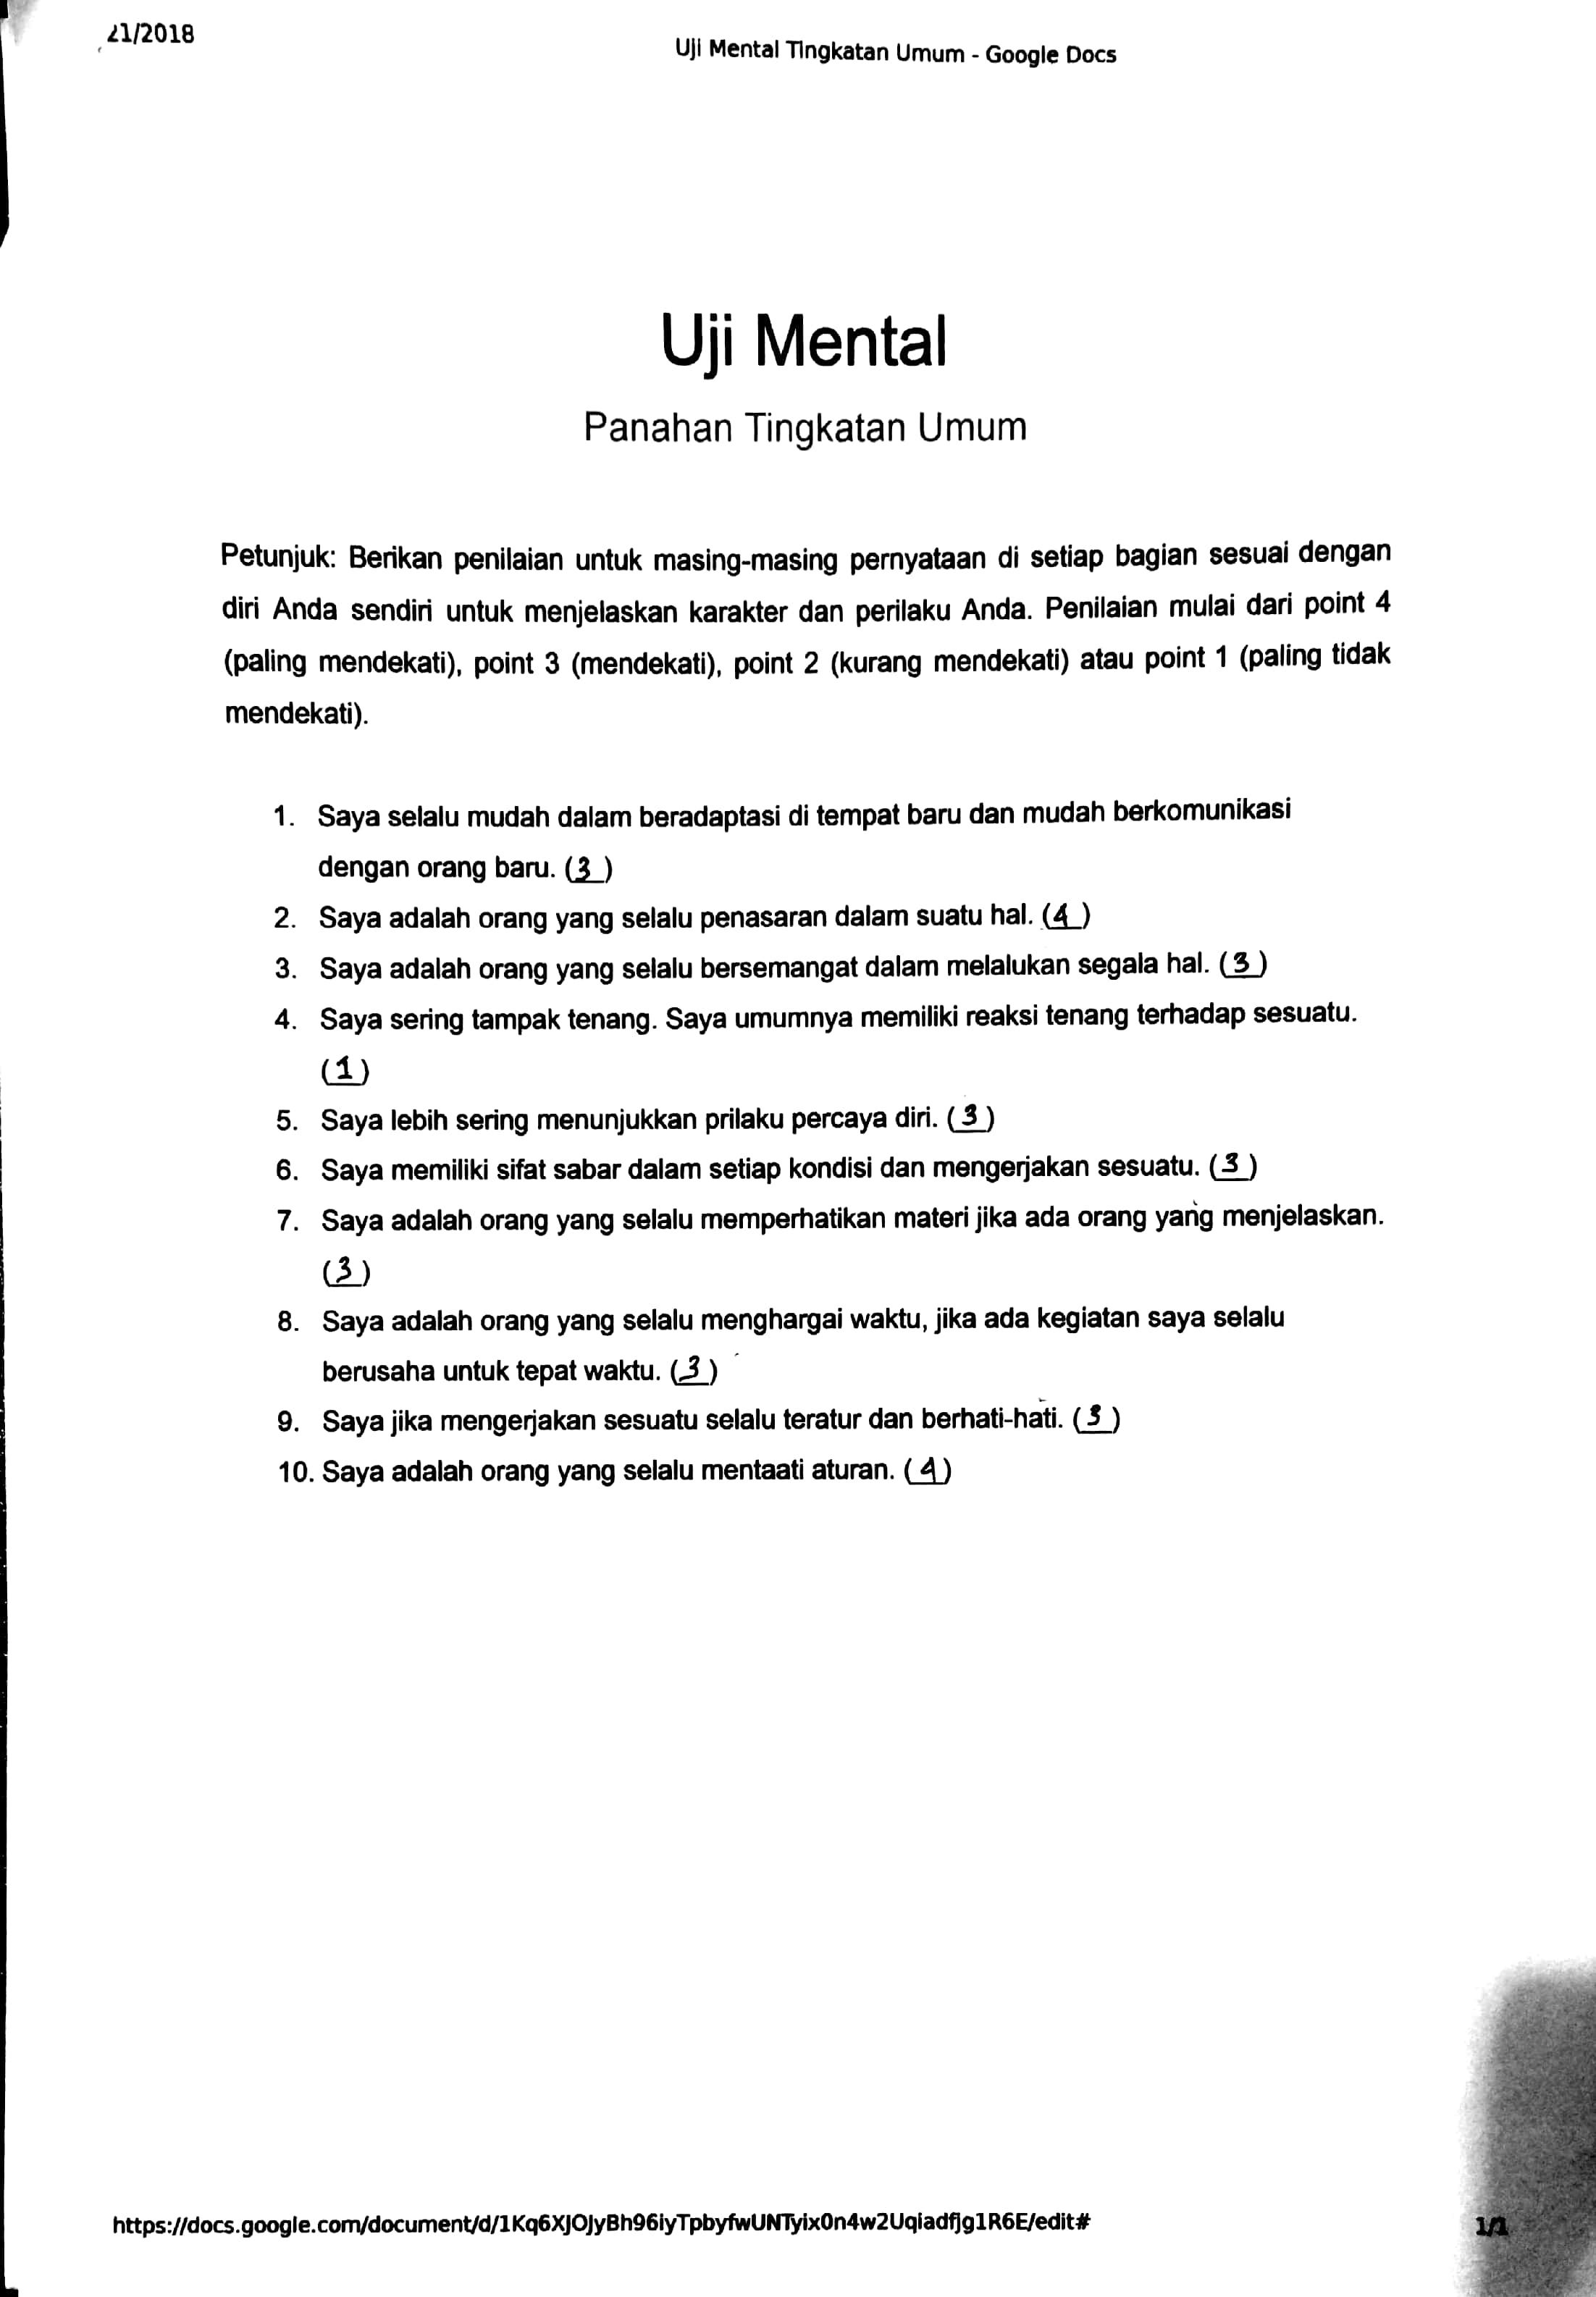 21/2018
Uji Mental Tingkatan Umum - Google Docs
Uji Mental
Panahan Tingkatan Umum
Petunjuk: Berikan penilaian untuk masing-masing pernyataan di setiap bagian sesuai dengan
diri Anda sendiri untuk menjelaskan karakter dan perilaku Anda. Penilaian mulai dari point 4
(paling mendekati), point 3 (mendekati), point 2 (kurang mendekati) atau point 1 (paling tidak
mendekati).
1. Saya selalu mudah dalam beradaptasi di tempat baru dan mudah berkomunikasi
dengan orang baru. (3)
2. Saya adalah orang yang selalu penasaran dalam suatu hal. (4)
3. Saya adalah orang yang selalu bersemangat dalam melalukan segala hal. (3)
4. Saya sering tampak tenang. Saya umumnya memiliki reaksi tenang terhadap sesuatu.
(1)
5. Saya lebih sering menunjukkan prilaku percaya diri. (3)
6. Saya memiliki sifat sabar dalam setiap kondisi dan mengerjakan sesuatu. (3)
7. Saya adalah orang yang selalu memperhatikan materi jika ada orang yang menjelaskan.
(3)
8. Saya adalah orang yang selalu menghargai waktu, jika ada kegiatan saya selalu
berusaha untuk tepat waktu. (3)
9. Saya jika mengerjakan sesuatu selalu teratur dan berhati-hati. (3)
10. Saya adalah orang yang selalu mentaati aturan. (4)
https://docs.google.com/document/d/1Kq6XJOJyBh96iyTpbyfwUNTyix0n4w2Uqiadfjg1R6E/edit#
1/1